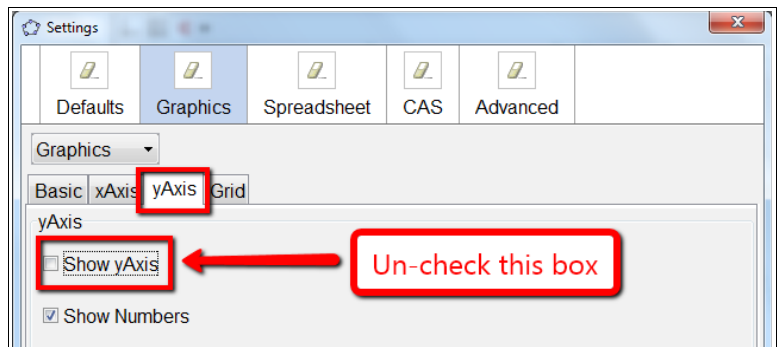 Settings
Defaults Graphics Spreadsheet CAS Advanced
Graphics
Basic xAxis yAxis Grid
yAxis
Show yAxis
Un-check this box
Show Numbers